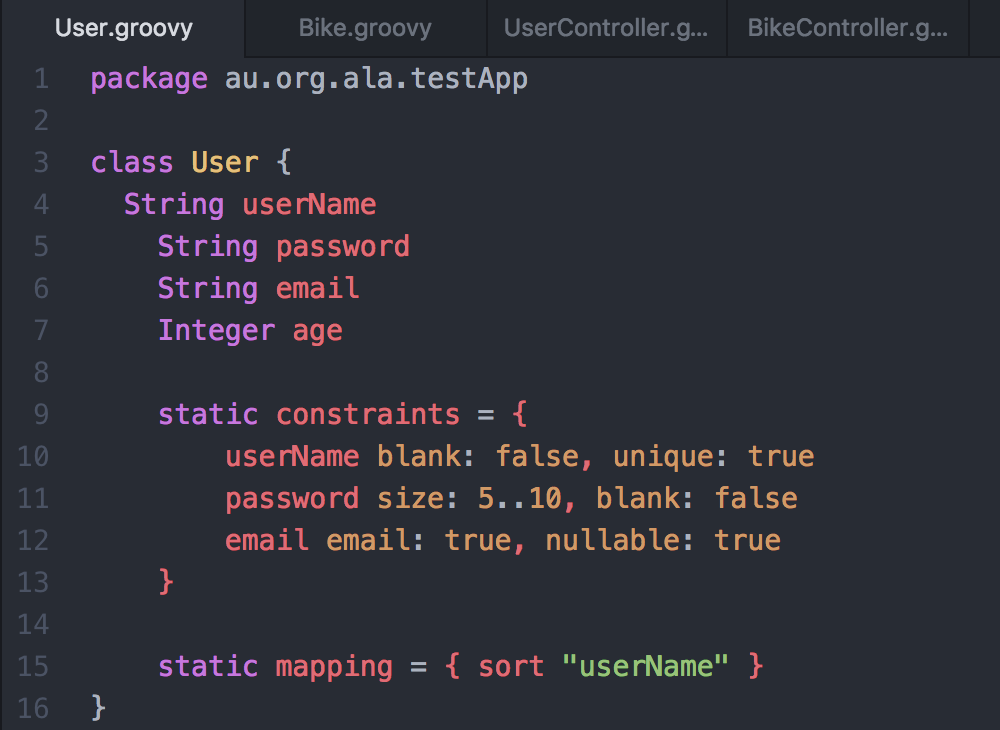 User.groovy Bike.groovy UserController.g... BikeController.g...
1 package au.org.ala.testApp
2
3 class User {
4 String userName
5 String password
6 String email
7 Integer age
8
9 static constraints = {
10 userName blank: false, unique: true
11 password size: 5..10, blank: false
12 email email: true, nullable: true
13 }
14
15 static mapping = { sort "userName" }
16 }